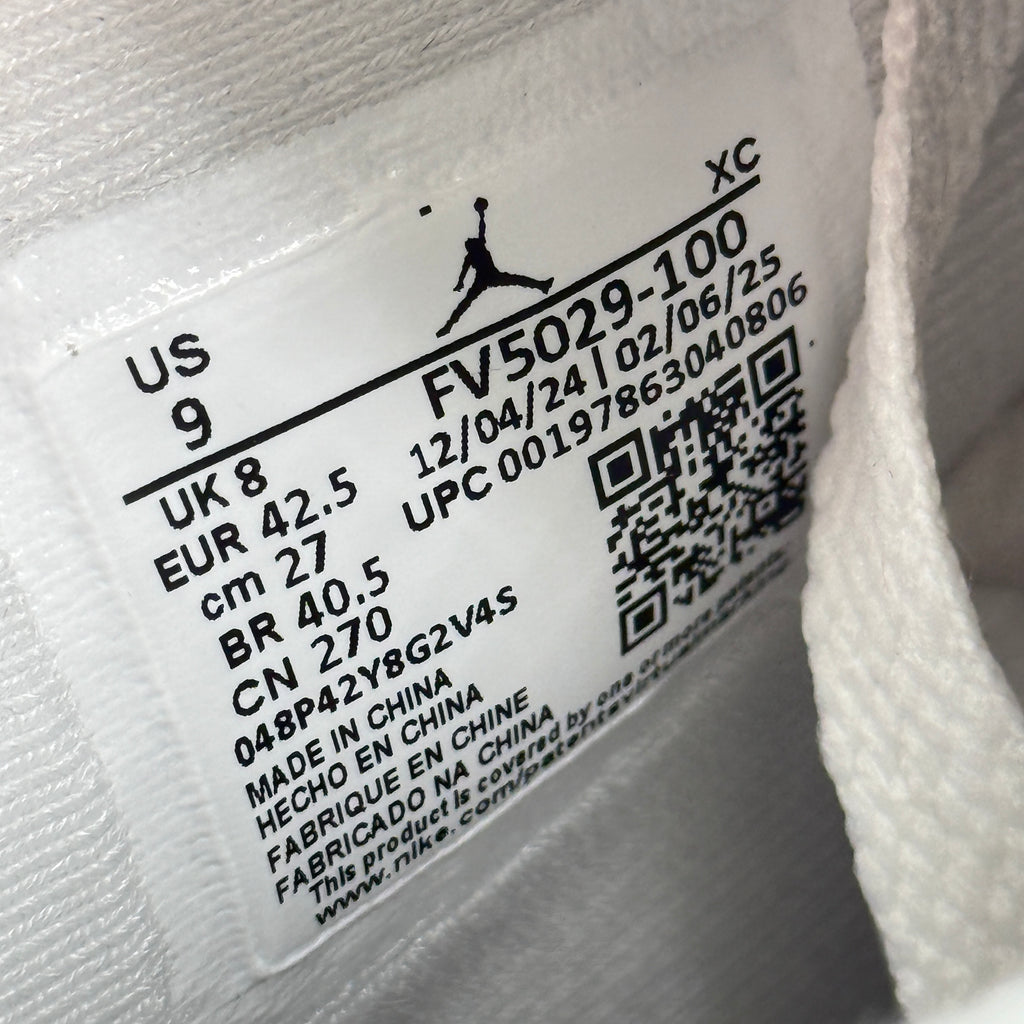 XC
US
9
FV5029-100
12/04/24 | 02/06/25
UPC 00197863040806
UK 8
EUR 42.5
cm 27
BR 40.5
CN 270
048P42Y8G2V4S
MADE IN CHINA
HECHO EN CHINA
FABRIQUE EN CHINE
FABRICADO NA CHINA
This product is covered by one or more
www.nike.com/patents